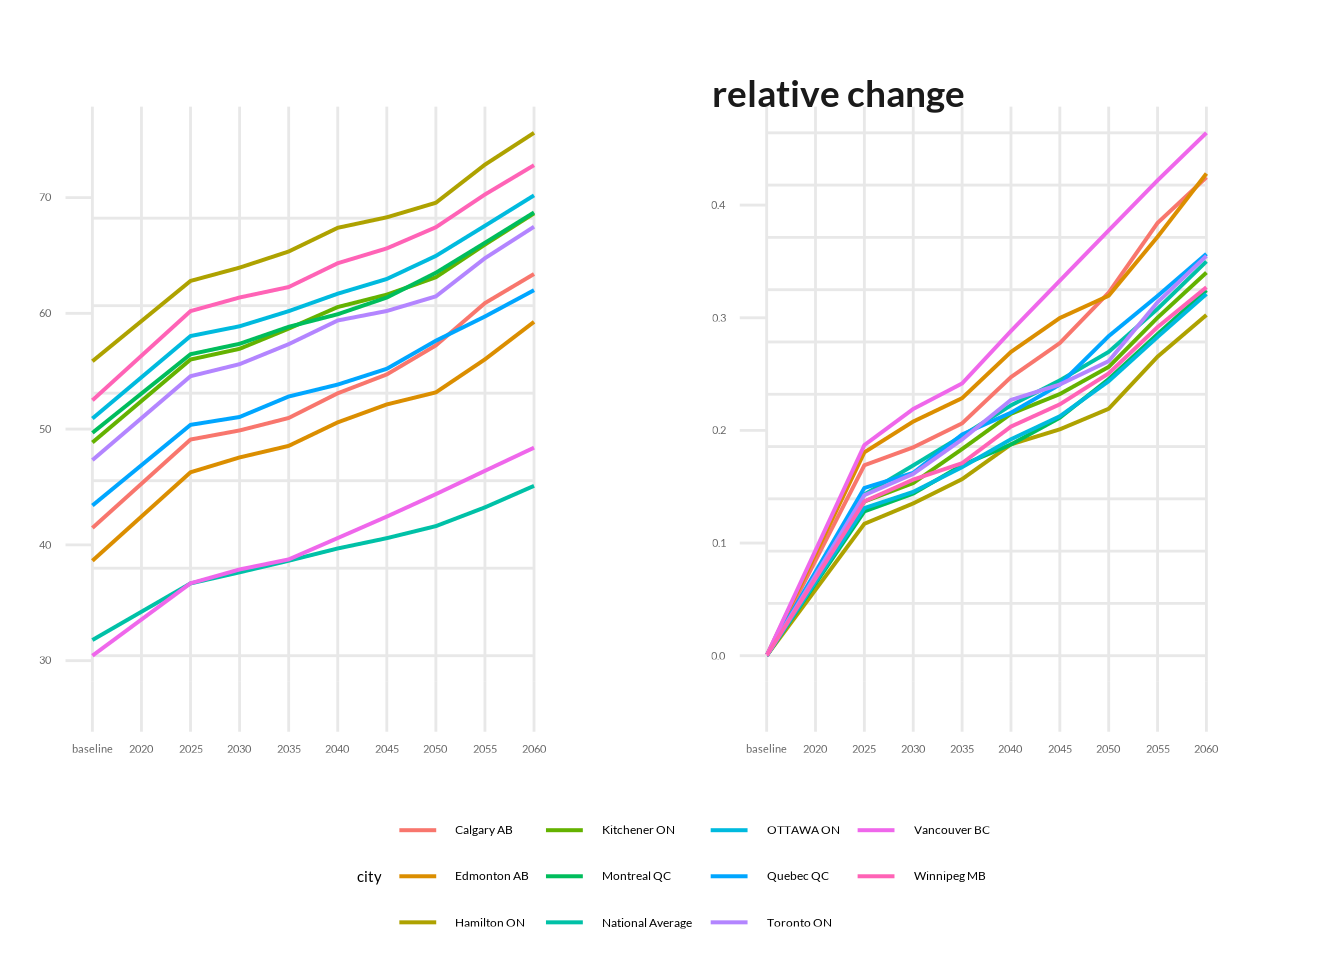 relative change
70
60
50
40
30
baseline 2020 2025 2030 2035 2040 2045 2050 2055 2060
0.4
0.3
0.2
0.1
0.0
baseline 2020 2025 2030 2035 2040 2045 2050 2055 2060
Calgary AB Kitchener ON OTTAWA ON Vancouver BC
city Edmonton AB Montreal QC Quebec QC Winnipeg MB
Hamilton ON National Average Toronto ON